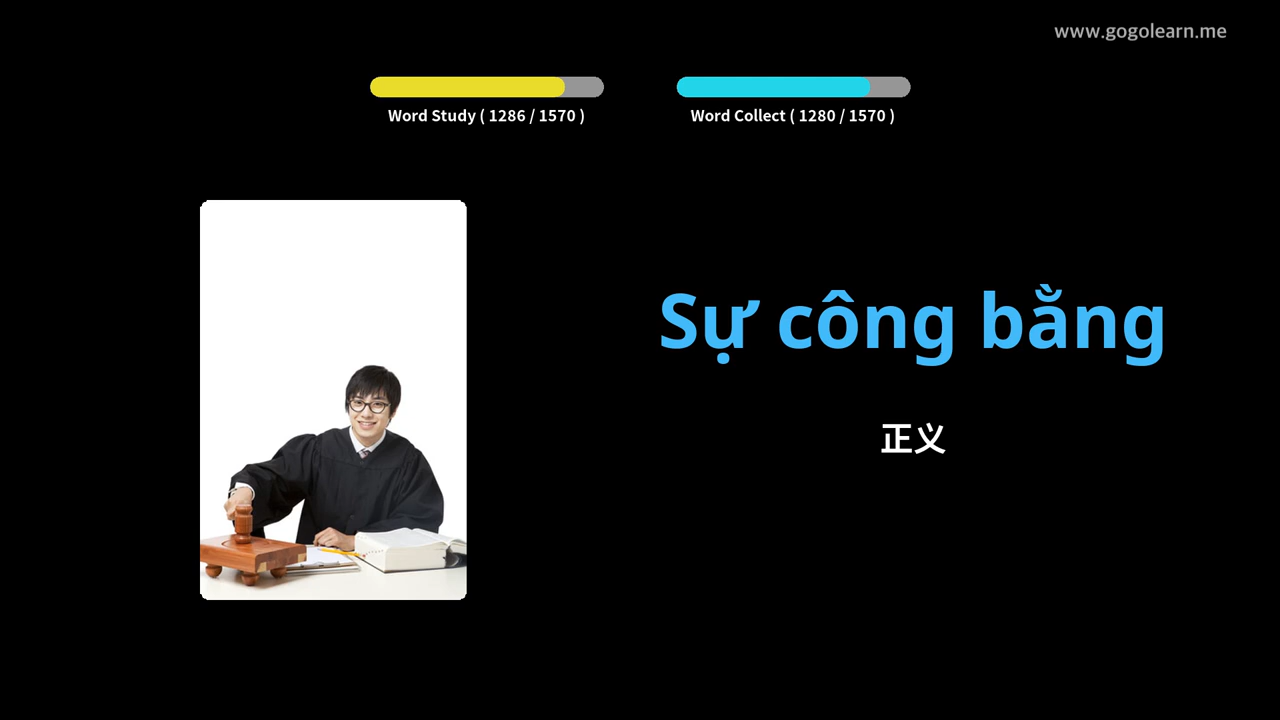 www.gogolearn.me
Word Study ( 1286 / 1570 )
Word Collect ( 1280 / 1570 )
Sự công bằng
正义